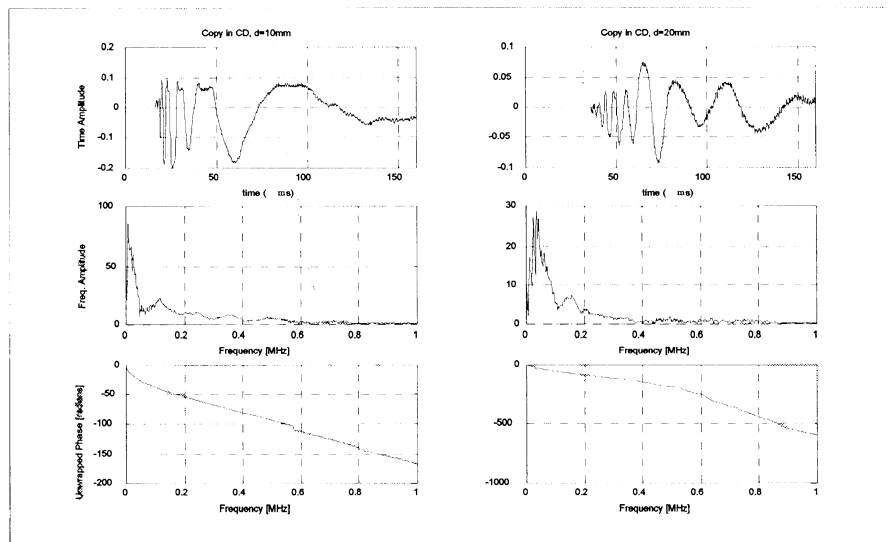 Copy in CD, d=10mm
Time Amplitude
0.2
0.1
0
-0.1
-0.2
0 50 100 150
time ( ms)
Copy in CD, d=20mm
0.1
0.05
0
-0.05
-0.1
0 50 100 150
time ( ms)
Freq. Amplitude
100
50
0
0 0.2 0.4 0.6 0.8 1
Frequency [MHz]
30
20
10
0
0 0.2 0.4 0.6 0.8 1
Frequency [MHz]
Unwrapped Phase [radians]
0
-50
-100
-150
-200
0 0.2 0.4 0.6 0.8 1
Frequency [MHz]
0
-500
-1000
0 0.2 0.4 0.6 0.8 1
Frequency [MHz]